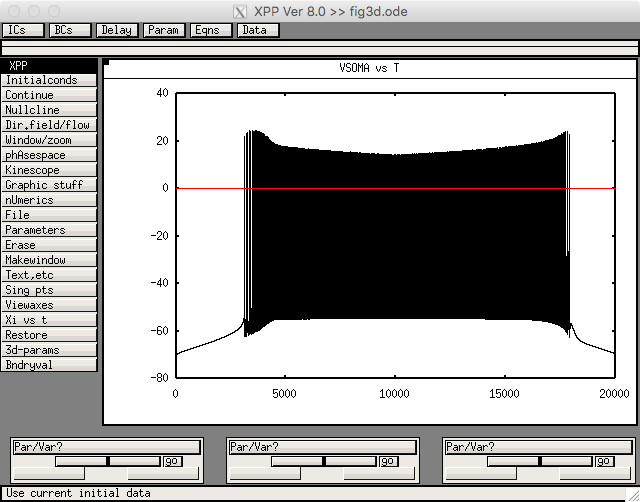 XPP Ver 8.0 >> fig3d.ode
ICs BCs Delay Param Eqns Data
XPP
Initialconds
Continue
Nullcline
Dir.field/flow
Window/zoom
phAsespace
Kinescope
Graphic stuff
nUmerics
File
Parameters
Erase
Makewindow
Text,etc
Sing pts
Viewaxes
Xi vs t
Restore
3d-params
Bndryval
VSOMA vs T
40
20
0
-20
-40
-60
-80
0 5000 10000 15000 20000
Par/Var? Par/Var? Par/Var?
go go go
Use current initial data